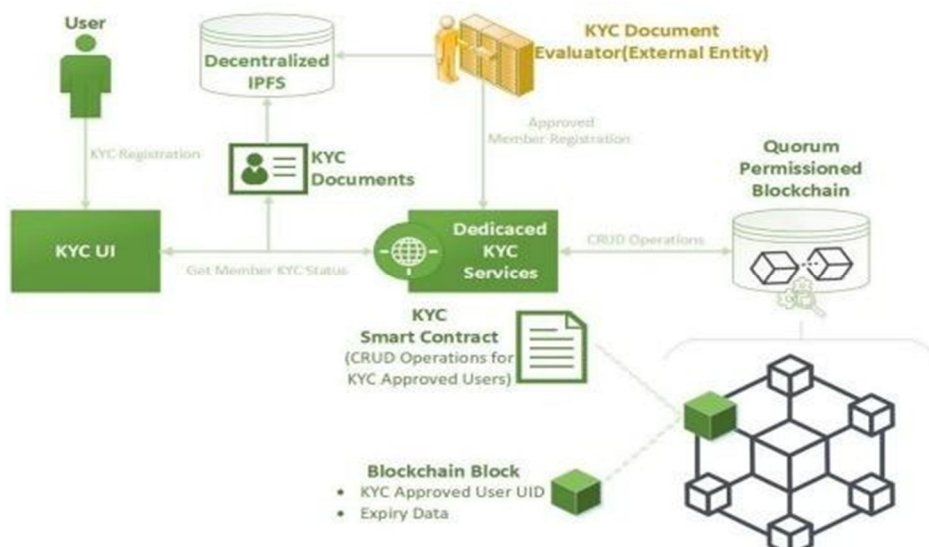 User
Decentralized
IPFS
KYC Document
Evaluator(External Entity)
KYC Registration
KYC
Documents
Approved
Member Registration
Quorum
Permissioned
Blockchain
KYC UI
Get Member KYC Status
Dedicaced
KYC
Services
CRUD Operations
KYC
Smart Contract
(CRUD Operations for
KYC Approved Users)
Blockchain Block
• KYC Approved User UID
• Expiry Data